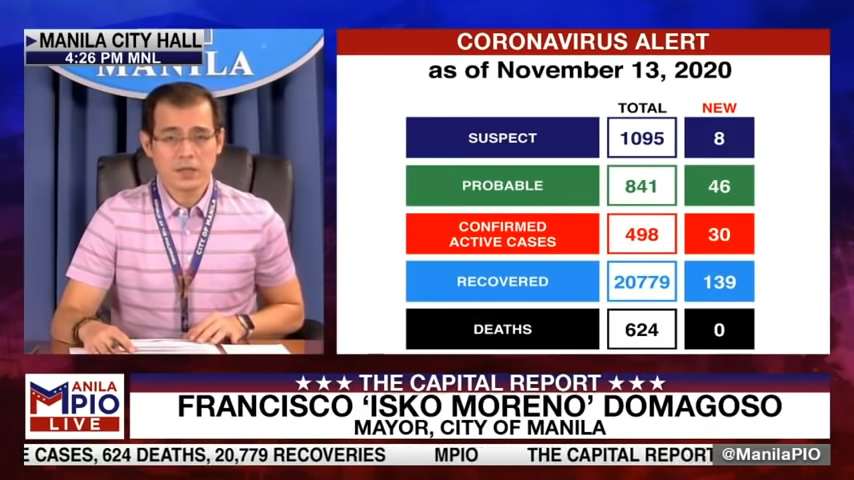 MANILA CITY HALL
4:26 PM MNL
MANILA
CITY OF MANILA
CORONAVIRUS ALERT
as of November 13, 2020
TOTAL NEW
SUSPECT 1095 8
PROBABLE 841 46
CONFIRMED
ACTIVE CASES 498 30
RECOVERED 20779 139
DEATHS 624 0
MANILA
PIO
LIVE
★★★ THE CAPITAL REPORT ★★★
FRANCISCO ‘ISKO MORENO’ DOMAGOSO
MAYOR, CITY OF MANILA
E CASES, 624 DEATHS, 20,779 RECOVERIES MPIO THE CAPITAL REPORT
@ManilaPIO